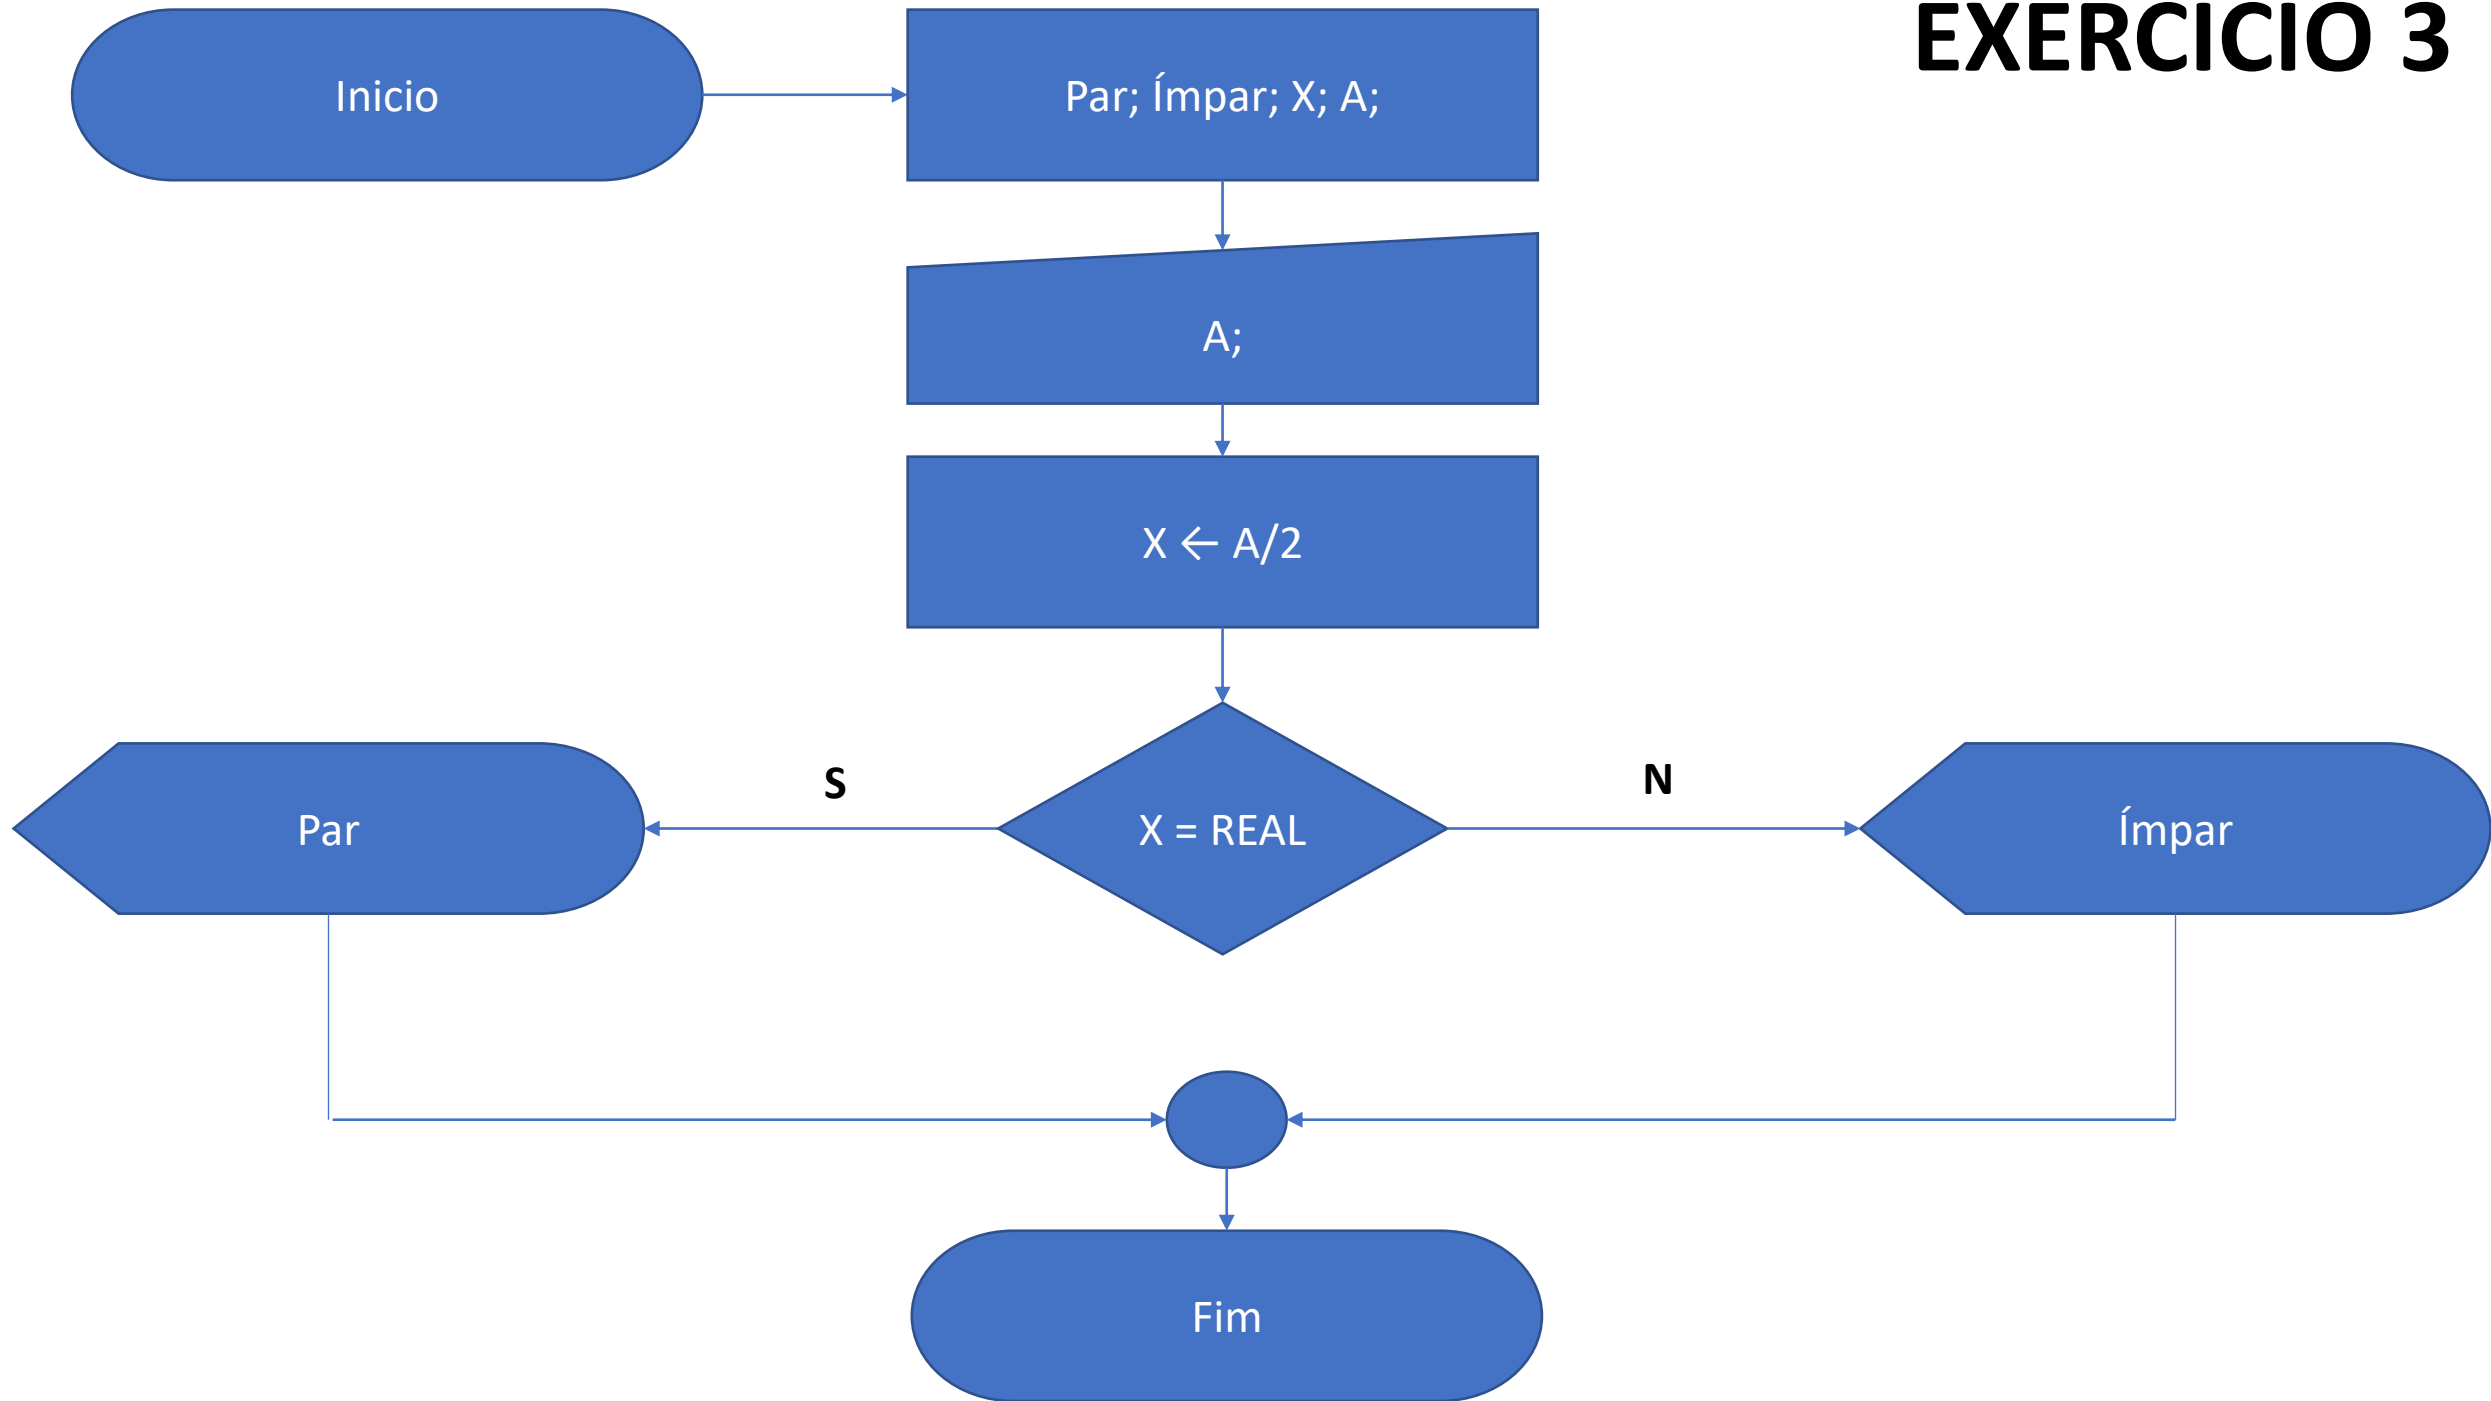 EXERCICIO 3
Inicio
Par; Ímpar; X; A;
A;
X ← A/2
X = REAL
S
N
Par
Ímpar
Fim